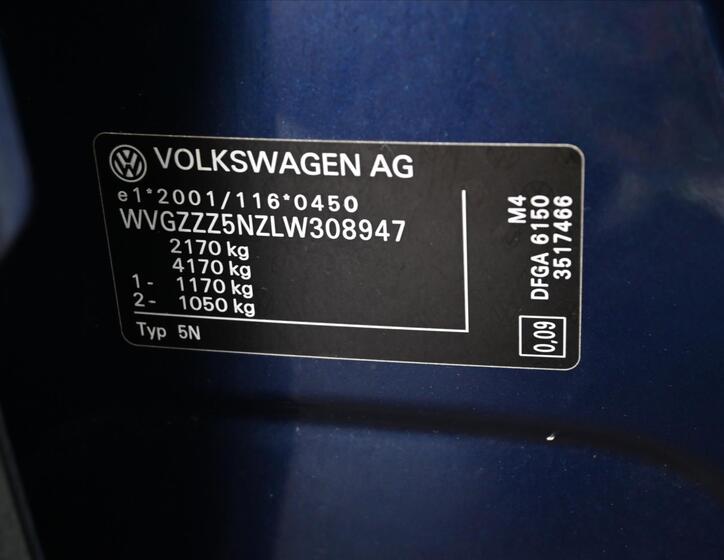 VOLKSWAGEN AG
e1*2001/116*0450
WVGZZZ5NZLW308947
2170 kg
4170 kg
1- 1170 kg
2- 1050 kg
Typ 5N
M4
DFGA 6150
3517466
0,09